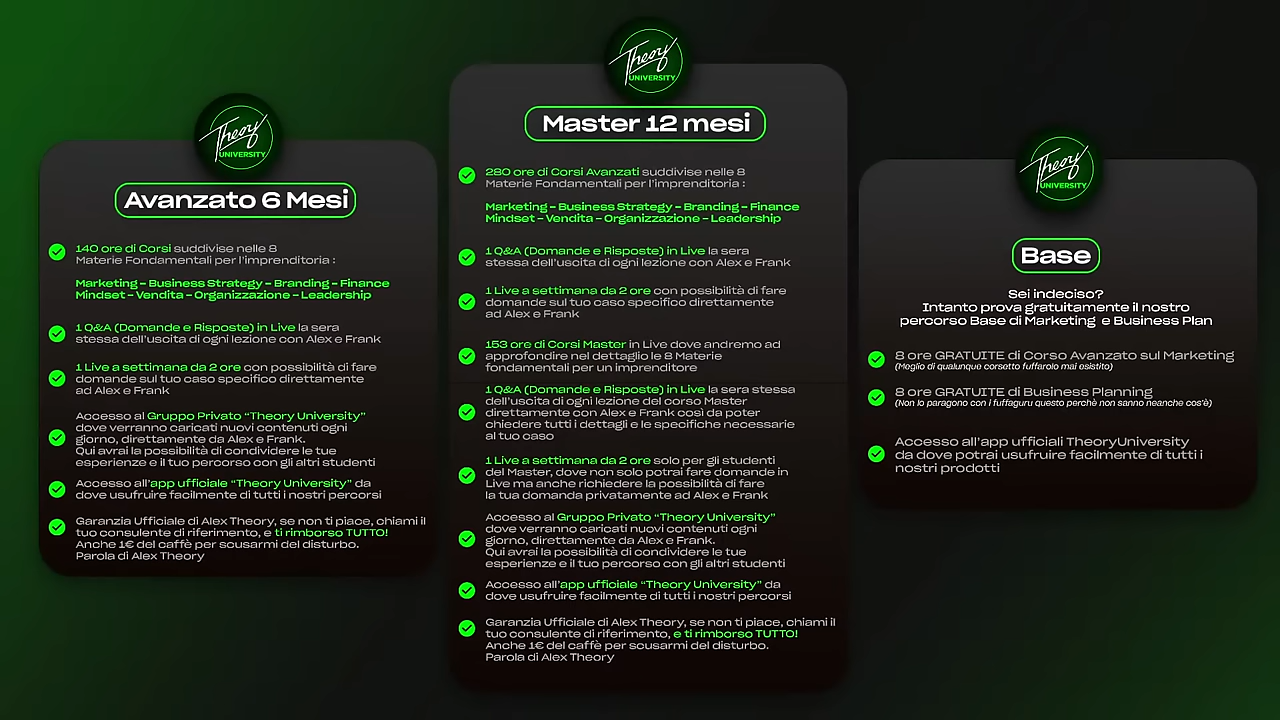 Theory
UNIVERSITY
Avanzato 6 Mesi
140 ore di Corsi suddivise nelle 8
Materie Fondamentali per l'imprenditoria :
Marketing - Business Strategy - Branding - Finance
Mindset - Vendita - Organizzazione - Leadership
1 Q&A (Domande e Risposte) in Live la sera
stessa dell'uscita di ogni lezione con Alex e Frank
1 Live a settimana da 2 ore con possibilità di fare
domande sul tuo caso specifico direttamente
ad Alex e Frank
Accesso al Gruppo Privato "Theory University"
dove verranno caricati nuovi contenuti ogni
giorno, direttamente da Alex e Frank.
Qui avrai la possibilità di condividere le tue
esperienze e il tuo percorso con gli altri studenti
Accesso all'app ufficiale "Theory University" da
dove usufruire facilmente di tutti i nostri percorsi
Garanzia Ufficiale di Alex Theory, se non ti piace, chiami il
tuo consulente di riferimento, e ti rimborso TUTTO!
Anche 1€ del caffè per scusarmi del disturbo.
Parola di Alex Theory
Theory
UNIVERSITY
Master 12 mesi
280 ore di Corsi Avanzati suddivise nelle 8
Materie Fondamentali per l'imprenditoria :
Marketing - Business Strategy - Branding - Finance
Mindset - Vendita - Organizzazione - Leadership
1 Q&A (Domande e Risposte) in Live la sera
stessa dell'uscita di ogni lezione con Alex e Frank
1 Live a settimana da 2 ore con possibilità di fare
domande sul tuo caso specifico direttamente
ad Alex e Frank
153 ore di Corsi Master in Live dove andremo ad
approfondire nel dettaglio le 8 Materie
fondamentali per un imprenditore
1 Q&A (Domande e Risposte) in Live la sera stessa
dell'uscita di ogni lezione del corso Master
direttamente con Alex e Frank così da poter
chiedere tutti i dettagli e le specifiche necessarie
al tuo caso
1 Live a settimana da 2 ore solo per gli studenti
del Master, dove non solo potrai fare domande in
Live ma anche richiedere la possibilità di fare
la tua domanda privatamente ad Alex e Frank
Accesso al Gruppo Privato "Theory University"
dove verranno caricati nuovi contenuti ogni
giorno, direttamente da Alex e Frank.
Qui avrai la possibilità di condividere le tue
esperienze e il tuo percorso con gli altri studenti
Accesso all'app ufficiale "Theory University" da
dove usufruire facilmente di tutti i nostri percorsi
Garanzia Ufficiale di Alex Theory, se non ti piace, chiami il
tuo consulente di riferimento, e ti rimborso TUTTO!
Anche 1€ del caffè per scusarmi del disturbo.
Parola di Alex Theory
Theory
UNIVERSITY
Base
Sei indeciso?
Intanto prova gratuitamente il nostro
percorso Base di Marketing e Business Plan
8 ore GRATUITE di Corso Avanzato sul Marketing
(Meglio di qualunque corsetto fuffarolo mai esistito)
8 ore GRATUITE di Business Planning
(Non lo paragono con i fuffaguru questo perchè non sanno neanche cos'è)
Accesso all'app ufficiali TheoryUniversity
da dove potrai usufruire facilmente di tutti i
nostri prodotti